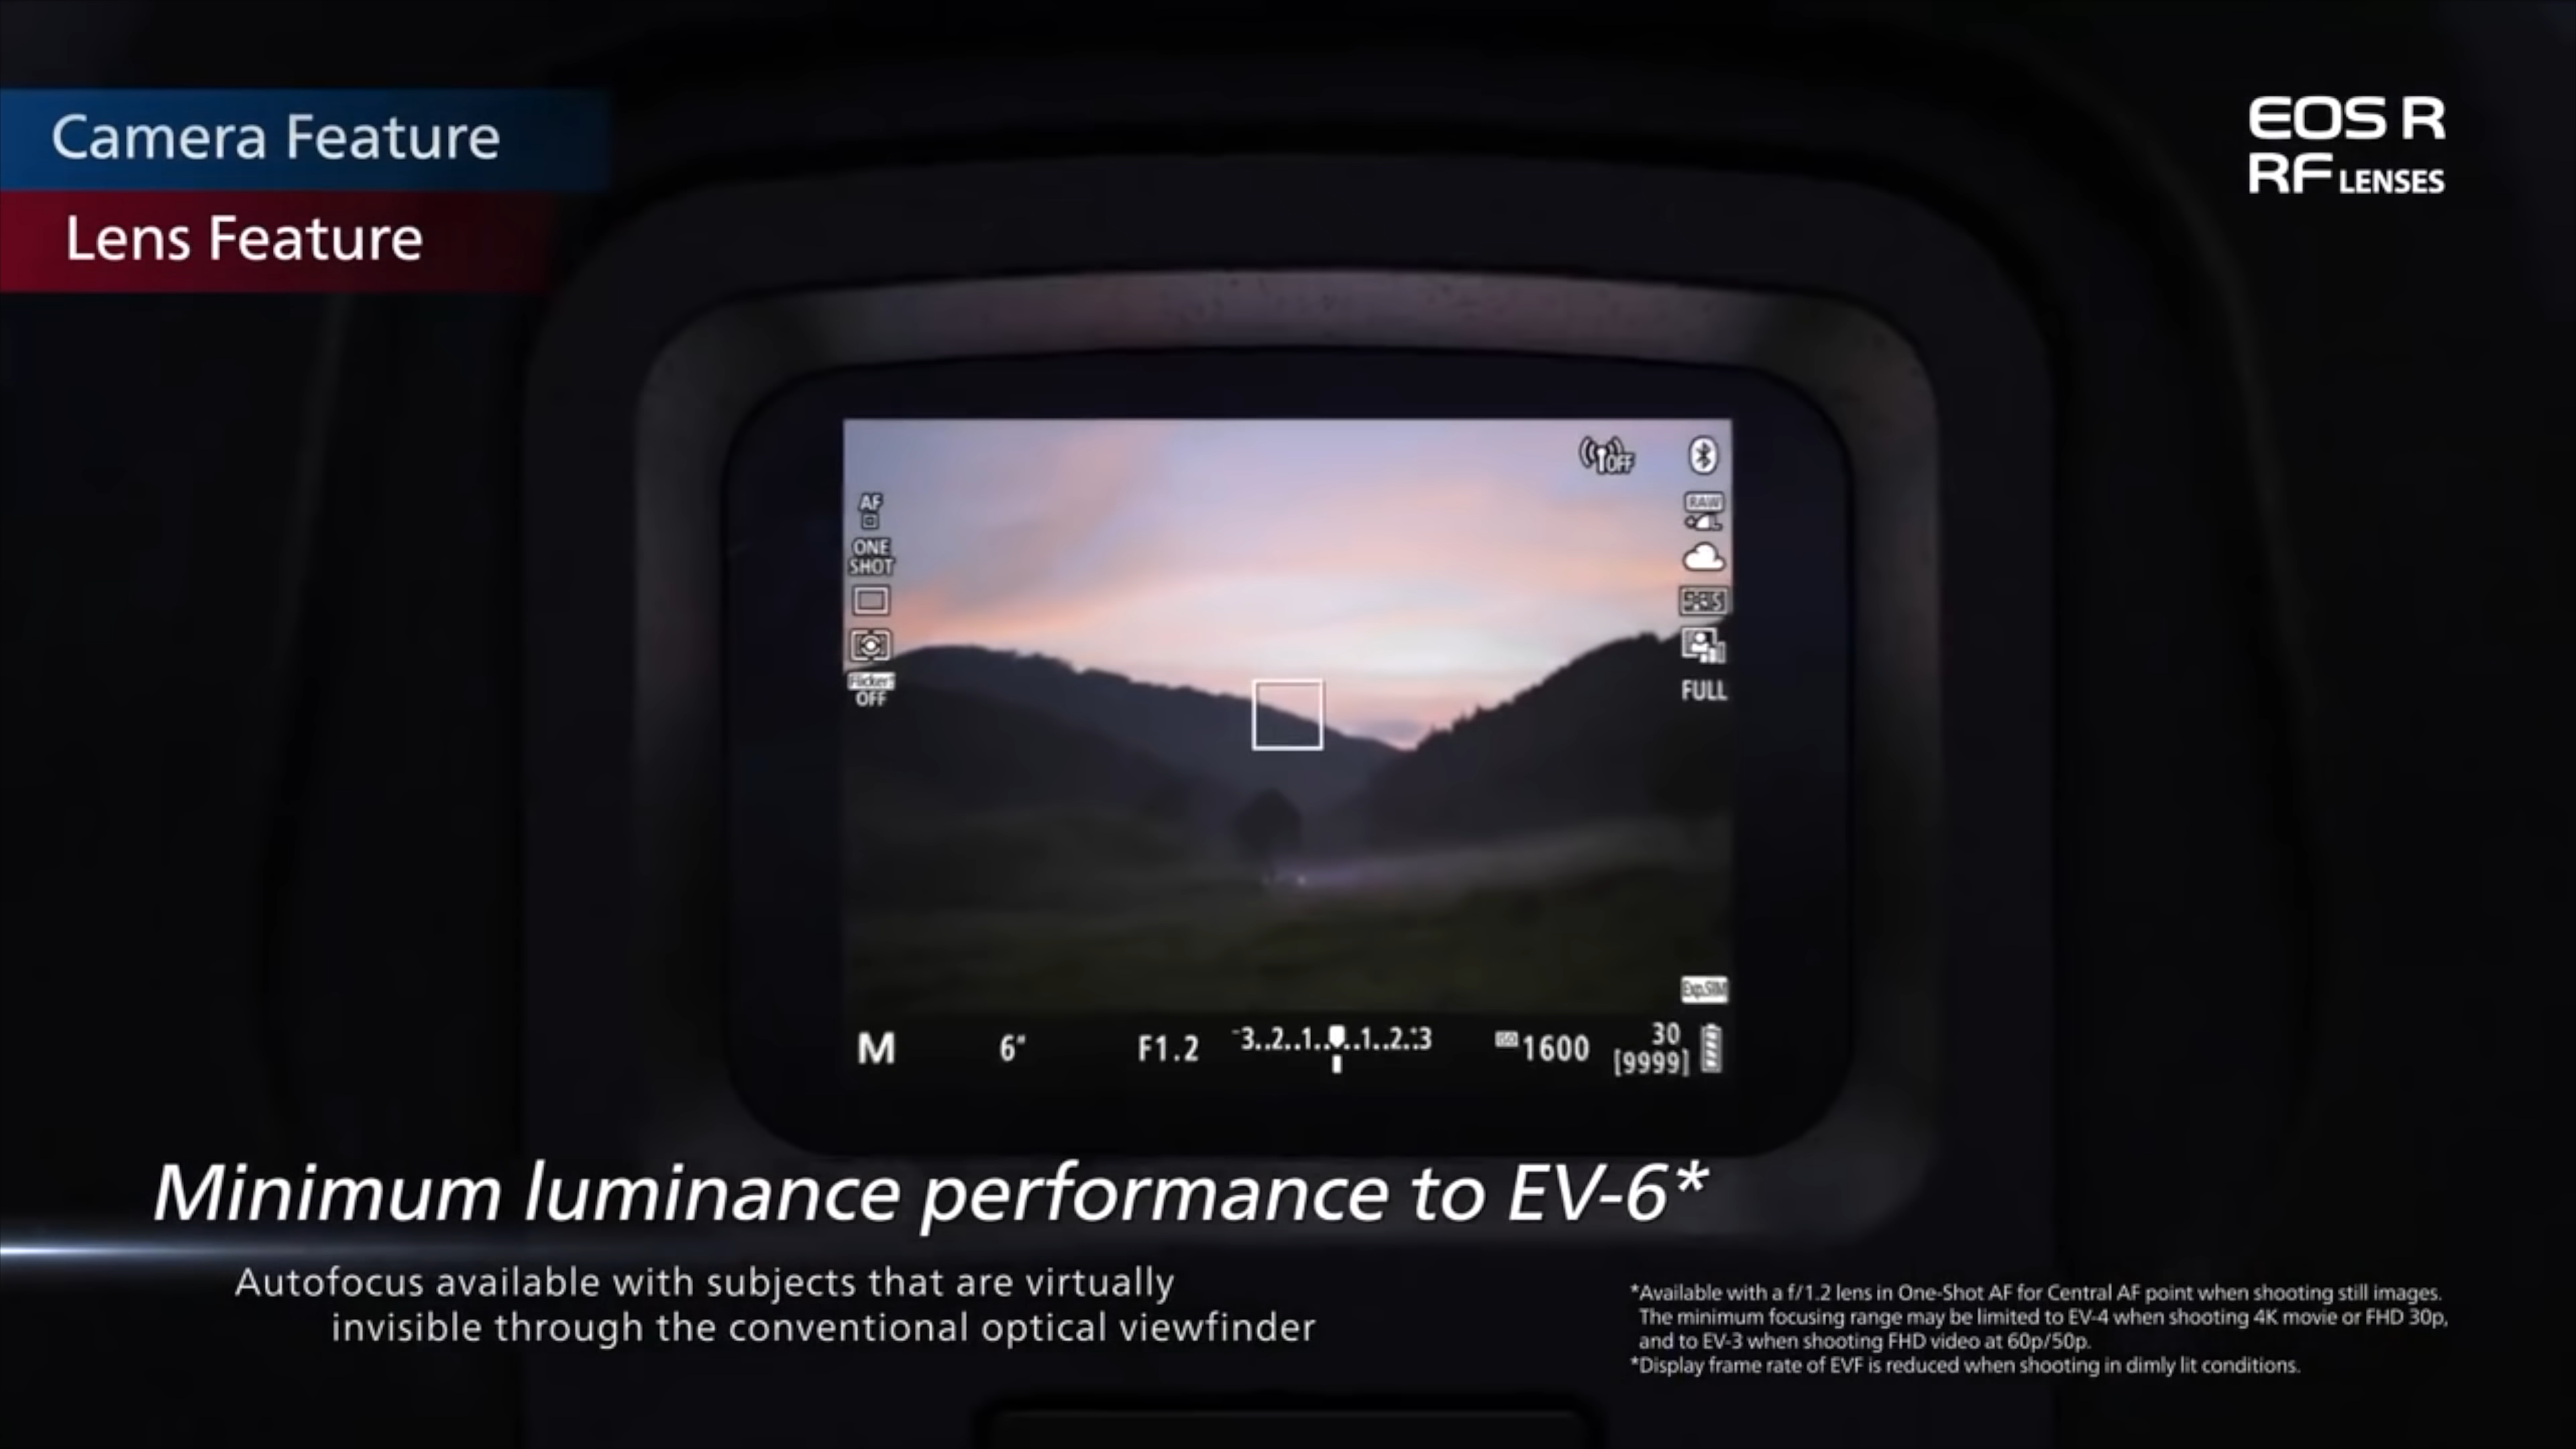 Camera Feature
Lens Feature
EOS R
RF LENSES
OFF
AF
ONE
SHOT
Flicker
OFF
RAW
L
FULL
Exp.SIM
M 6" F1.2 -3..2..1....1..2..+3 ISO 1600 30
[9999]
Minimum luminance performance to EV-6*
Autofocus available with subjects that are virtually
invisible through the conventional optical viewfinder
*Available with a f/1.2 lens in One-Shot AF for Central AF point when shooting still images.
The minimum focusing range may be limited to EV-4 when shooting 4K movie or FHD 30p,
and to EV-3 when shooting FHD video at 60p/50p.
*Display frame rate of EVF is reduced when shooting in dimly lit conditions.